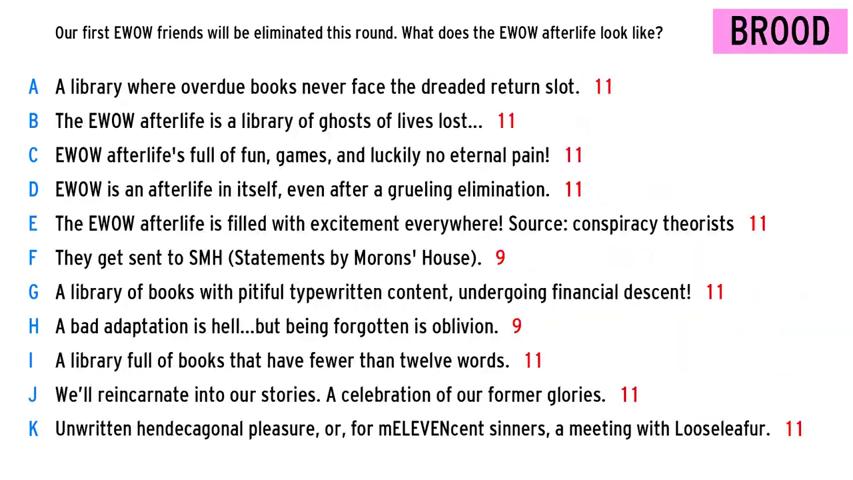 Our first EWOW friends will be eliminated this round. What does the EWOW afterlife look like?
BROOD
A A library where overdue books never face the dreaded return slot. 11
B The EWOW afterlife is a library of ghosts of lives lost... 11
C EWOW afterlife's full of fun, games, and luckily no eternal pain! 11
D EWOW is an afterlife in itself, even after a grueling elimination. 11
E The EWOW afterlife is filled with excitement everywhere! Source: conspiracy theorists 11
F They get sent to SMH (Statements by Morons' House). 9
G A library of books with pitiful typewritten content, undergoing financial descent! 11
H A bad adaptation is hell...but being forgotten is oblivion. 9
I A library full of books that have fewer than twelve words. 11
J We'll reincarnate into our stories. A celebration of our former glories. 11
K Unwritten hendecagonal pleasure, or, for mELEVENcent sinners, a meeting with Looseleafur. 11